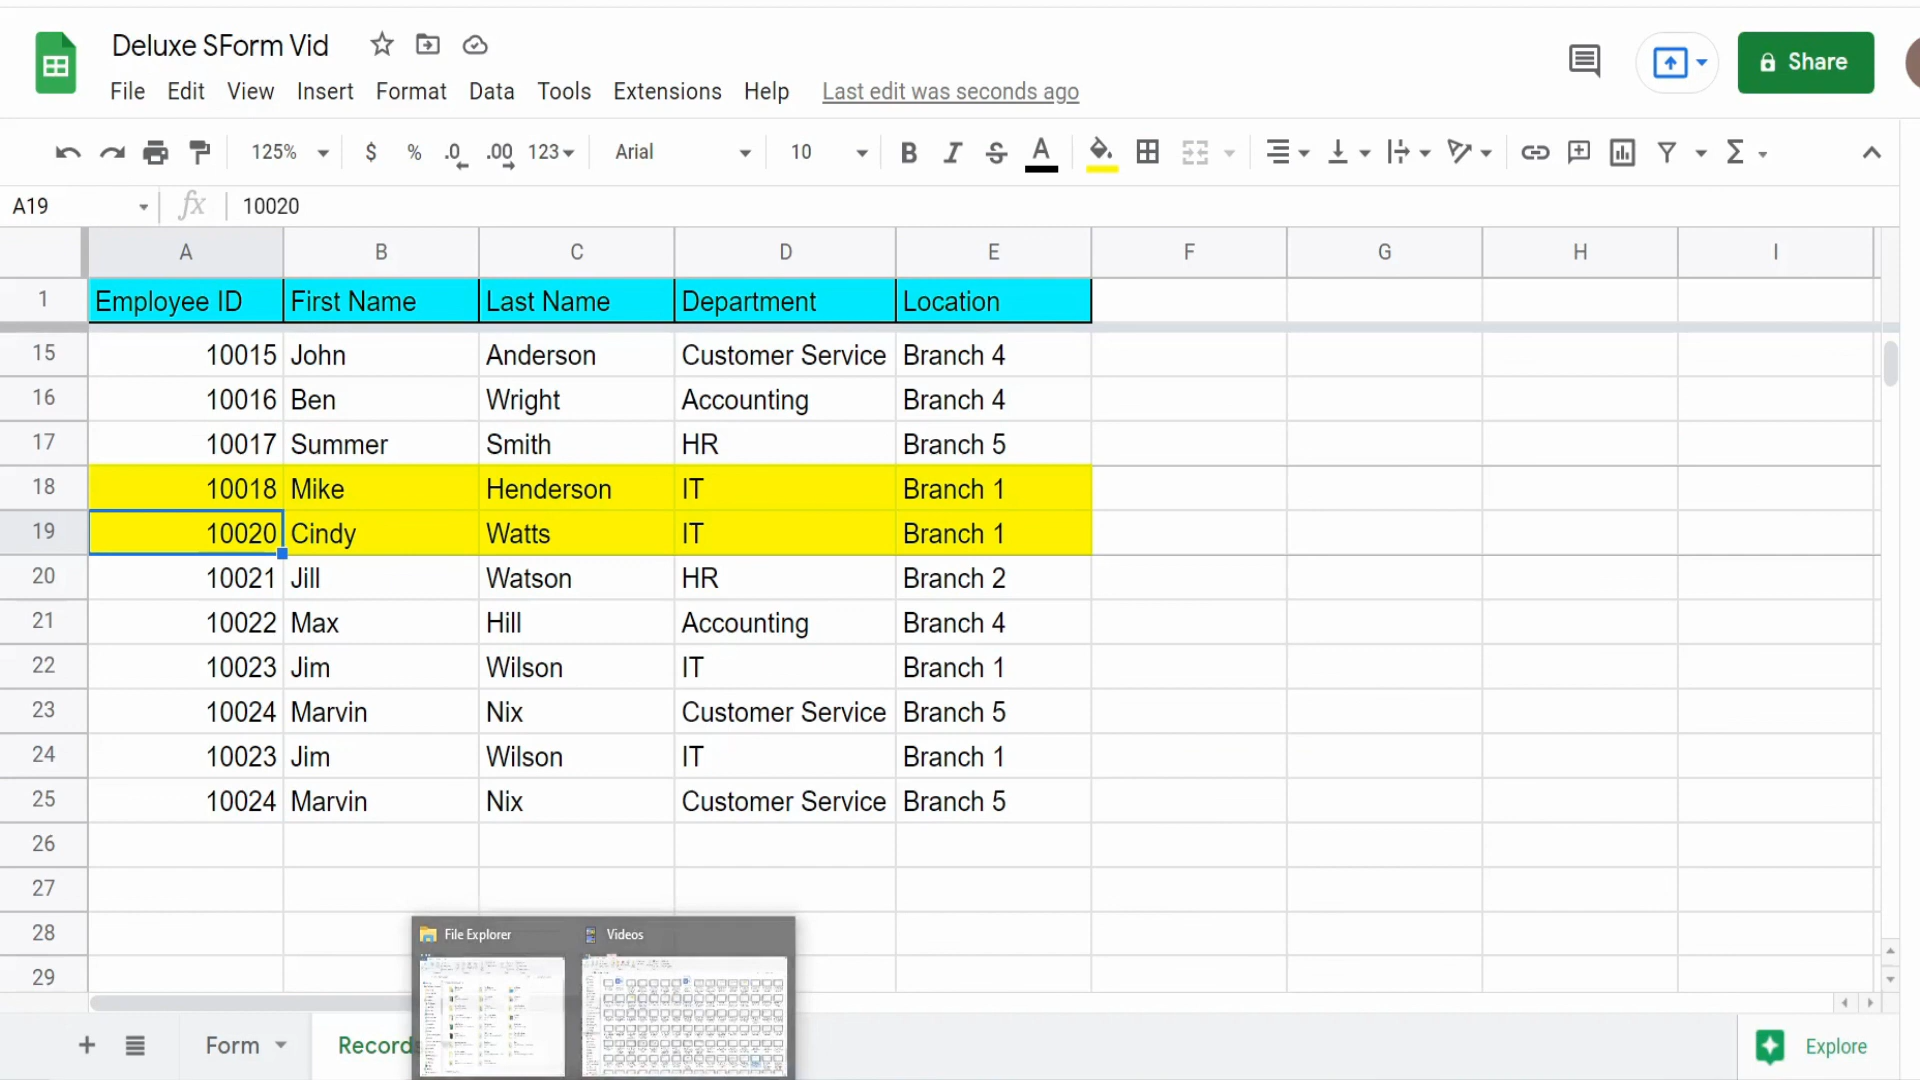 Deluxe SForm Vid
Share
File Edit View Insert Format Data Tools Extensions Help Last edit was seconds ago
125% $ % .0 .00 123 Arial 10 B I S A Σ
A19 fx 10020
A B C D E F G H I
1 Employee ID First Name Last Name Department Location
15 10015 John Anderson Customer Service Branch 4
16 10016 Ben Wright Accounting Branch 4
17 10017 Summer Smith HR Branch 5
18 10018 Mike Henderson IT Branch 1
19 10020 Cindy Watts IT Branch 1
20 10021 Jill Watson HR Branch 2
21 10022 Max Hill Accounting Branch 4
22 10023 Jim Wilson IT Branch 1
23 10024 Marvin Nix Customer Service Branch 5
24 10023 Jim Wilson IT Branch 1
25 10024 Marvin Nix Customer Service Branch 5
26
27
28
29
File Explorer Videos
+ Form Records Explore